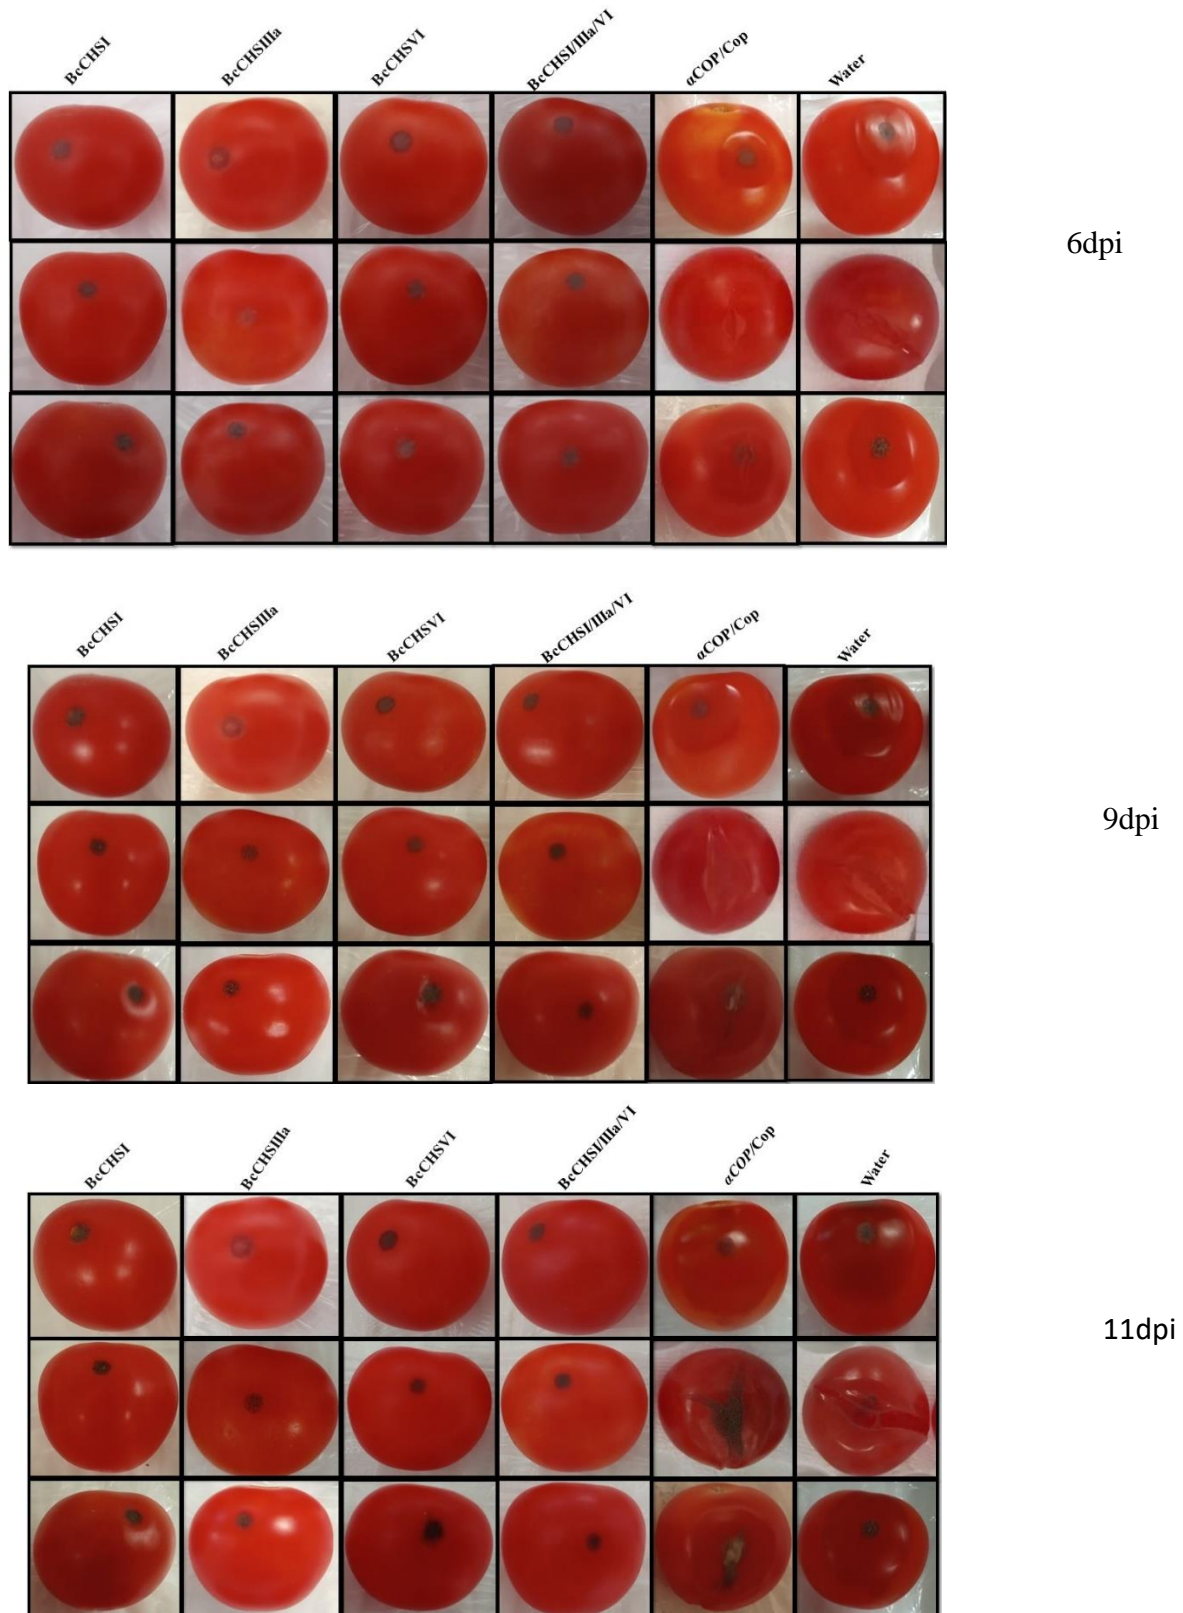 BcCHSI BcCHSIIIa BcCHSVI BcCHSI/IIIa/VI αCOP/Cop Water
6dpi
BcCHSI BcCHSIIIa BcCHSVI BcCHSI/IIIa/VI αCOP/Cop Water
9dpi
BcCHSI BcCHSIIIa BcCHSVI BcCHSI/IIIa/VI αCOP/Cop Water
11dpi